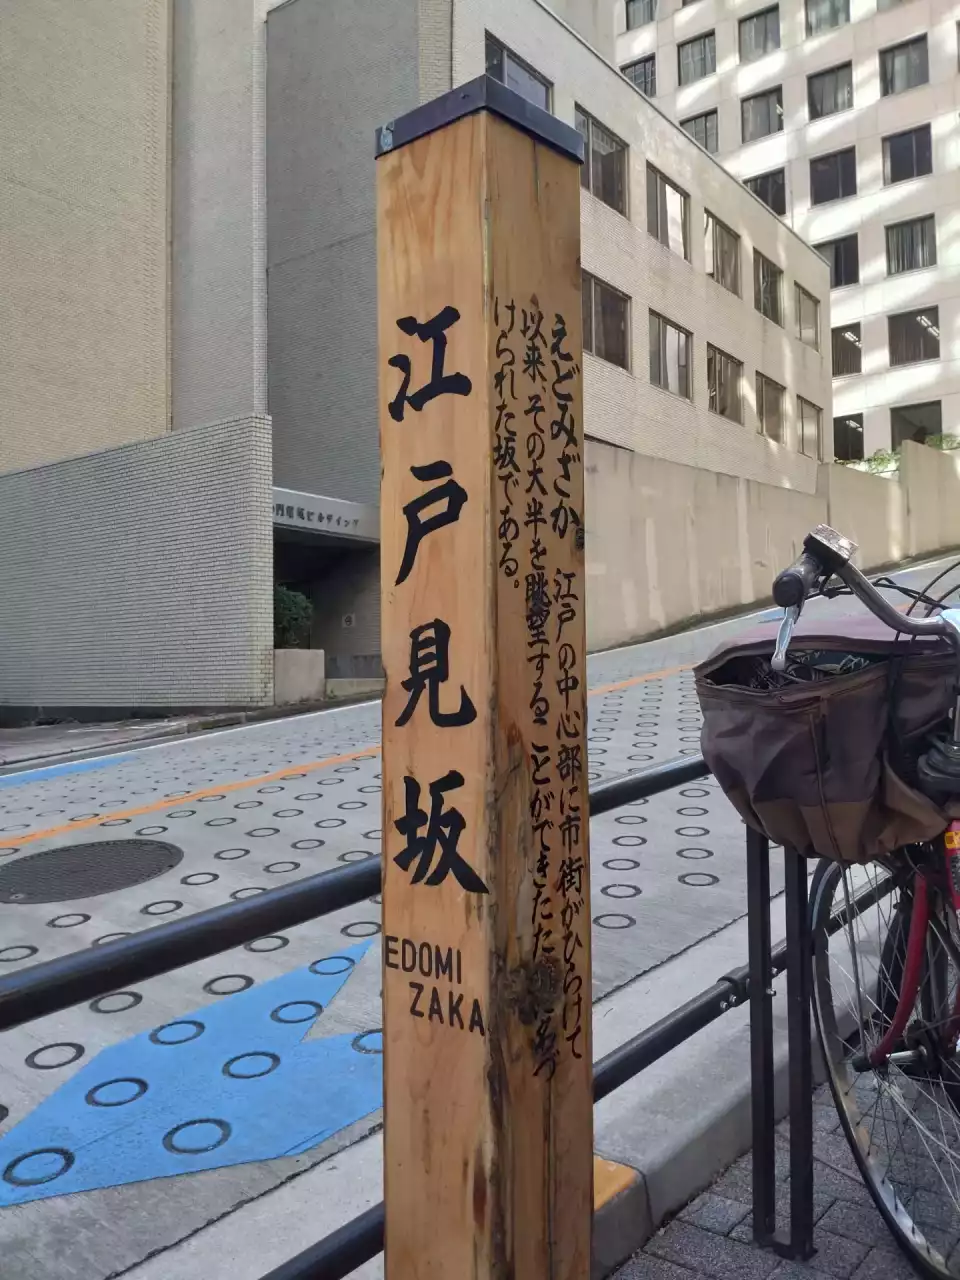 江戸見坂
EDOMI
ZAKA
えどみざか 江戸の中心部に市街がひらけて
以来、その大半を眺望することができたために名づ
けられた坂である。